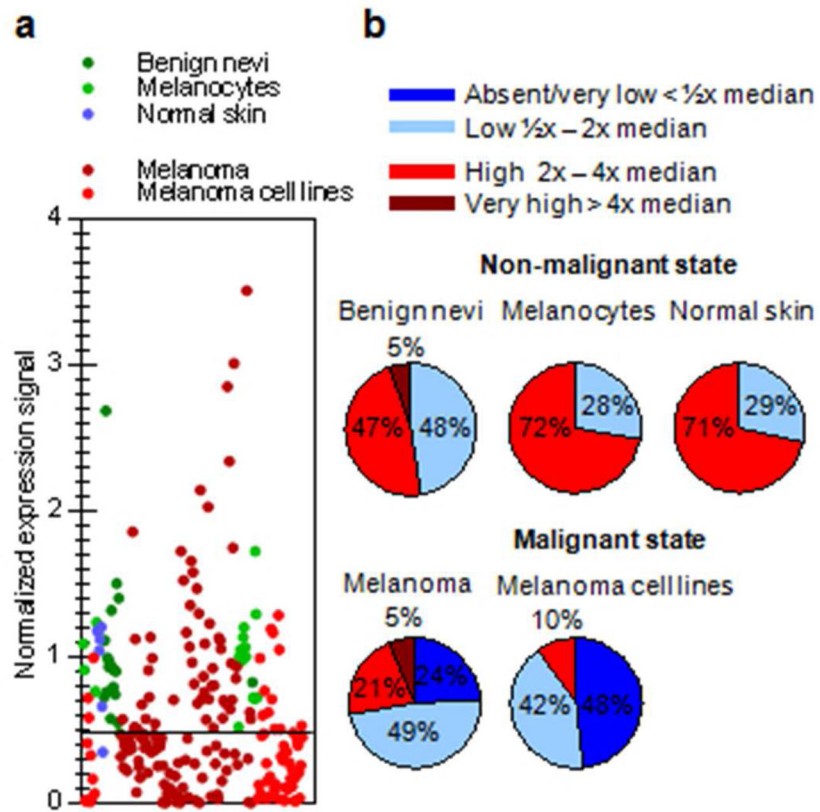 a
Benign nevi
Melanocytes
Normal skin
Melanoma
Melanoma cell lines
4
3
2
1
0
Normalized expression signal
b
Absent/very low < ½x median
Low ½x – 2x median
High 2x – 4x median
Very high > 4x median
Non-malignant state
Benign nevi Melanocytes Normal skin
5%
47% 48% 72% 28% 71% 29%
Malignant state
Melanoma Melanoma cell lines
5% 10%
21% 24% 49% 42% 48%